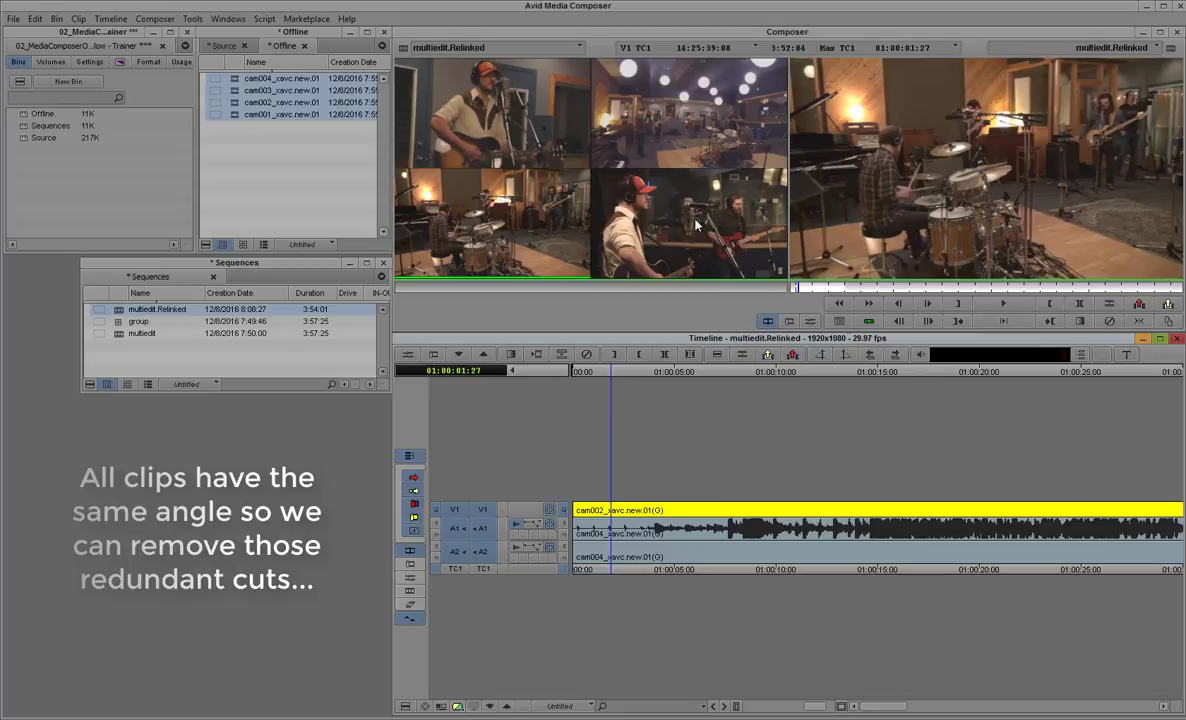 Avid Media Composer
File Edit Bin Clip Timeline Composer Tools Windows Script Marketplace Help
02_MediaC...ainer ***
02_MediaComposerO...low - Trainer ***
Bins Volumes Settings Format Usage
New Bin
Offline 11K
Sequences 11K
Source 217K
* Offline
* Source * Offline
Name Creation Date
cam004_xavc.new.01 12/8/2016 7:55
cam003_xavc.new.01 12/8/2016 7:55
cam002_xavc.new.01 12/8/2016 7:55
cam001_xavc.new.01 12/8/2016 7:55
Untitled
Composer
multiedit.Relinked V1 TC1 14:25:39:08 3:52:04 Mas TC1 01:00:01:27 multiedit.Relinked
* Sequences
* Sequences
Name Creation Date Duration Drive IN-O
multiedit.Relinked 12/8/2016 8:08:27 3:54:01
group 12/8/2016 7:49:46 3:57:25
multiedit 12/8/2016 7:50.00 3:57:25
Untitled
Timeline - multiedit.Relinked - 1920x1080 - 29.97 fps
01:00:01:27
00:00 01:00:05:00 01:00:10:00 01:00:15:00 01:00:20:00 01:00:25:00 01:00:
V1 V1 cam002_xavc.new.01(G)
A1 A1 cam004_xavc.new.01(G)
A2 A2 cam004_xavc.new.01(G)
TC1 TC1 00:00 01:00:05:00 01:00:10:00 01:00:15:00 01:00:20:00 01:00:25:00 01:00:
Untitled
All clips have the
same angle so we
can remove those
redundant cuts...